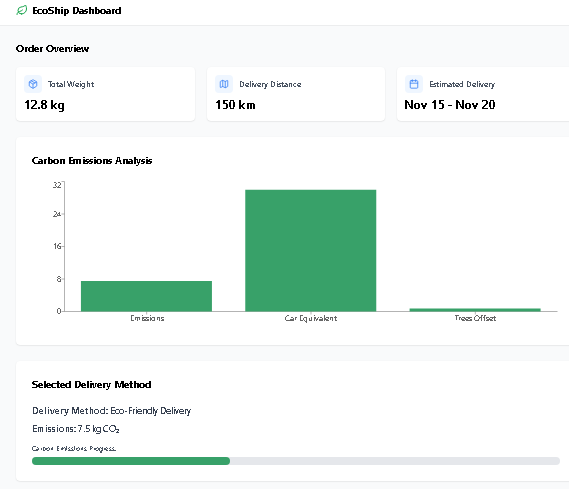 EcoShip Dashboard
Order Overview
Total Weight
12.8 kg
Delivery Distance
150 km
Estimated Delivery
Nov 15 - Nov 20
Carbon Emissions Analysis
32
24
16
8
0
Emissions
Car Equivalent
Trees Offset
Selected Delivery Method
Delivery Method: Eco-Friendly Delivery
Emissions: 7.5 kg CO₂
Carbon Emissions Progress: